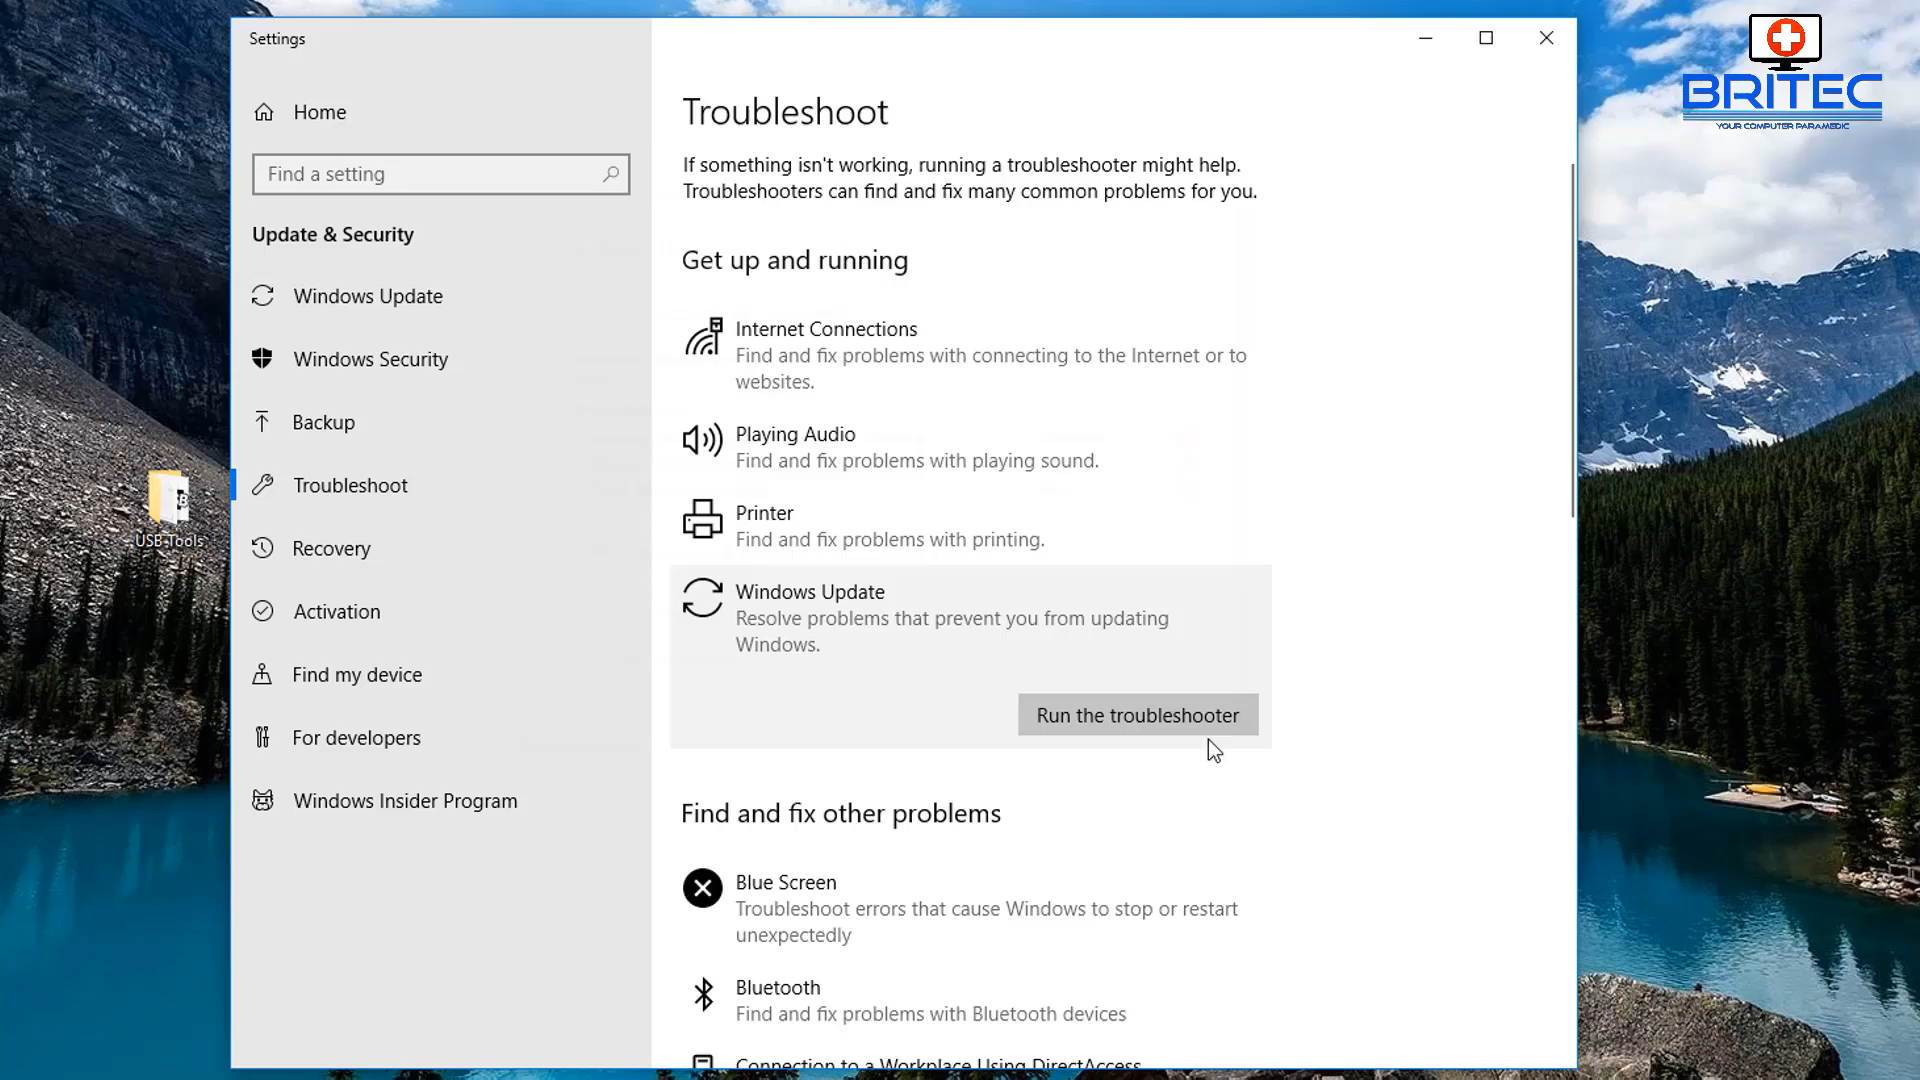 Settings
BRITEC
YOUR COMPUTER PARAMEDIC
Home
Find a setting
Update & Security
Windows Update
Windows Security
Backup
Troubleshoot
Recovery
Activation
Find my device
For developers
Windows Insider Program
USB-Tools
Troubleshoot
If something isn't working, running a troubleshooter might help.
Troubleshooters can find and fix many common problems for you.
Get up and running
Internet Connections
Find and fix problems with connecting to the Internet or to
websites.
Playing Audio
Find and fix problems with playing sound.
Printer
Find and fix problems with printing.
Windows Update
Resolve problems that prevent you from updating
Windows.
Run the troubleshooter
Find and fix other problems
Blue Screen
Troubleshoot errors that cause Windows to stop or restart
unexpectedly
Bluetooth
Find and fix problems with Bluetooth devices
Connection to a Workplace Using DirectAccess